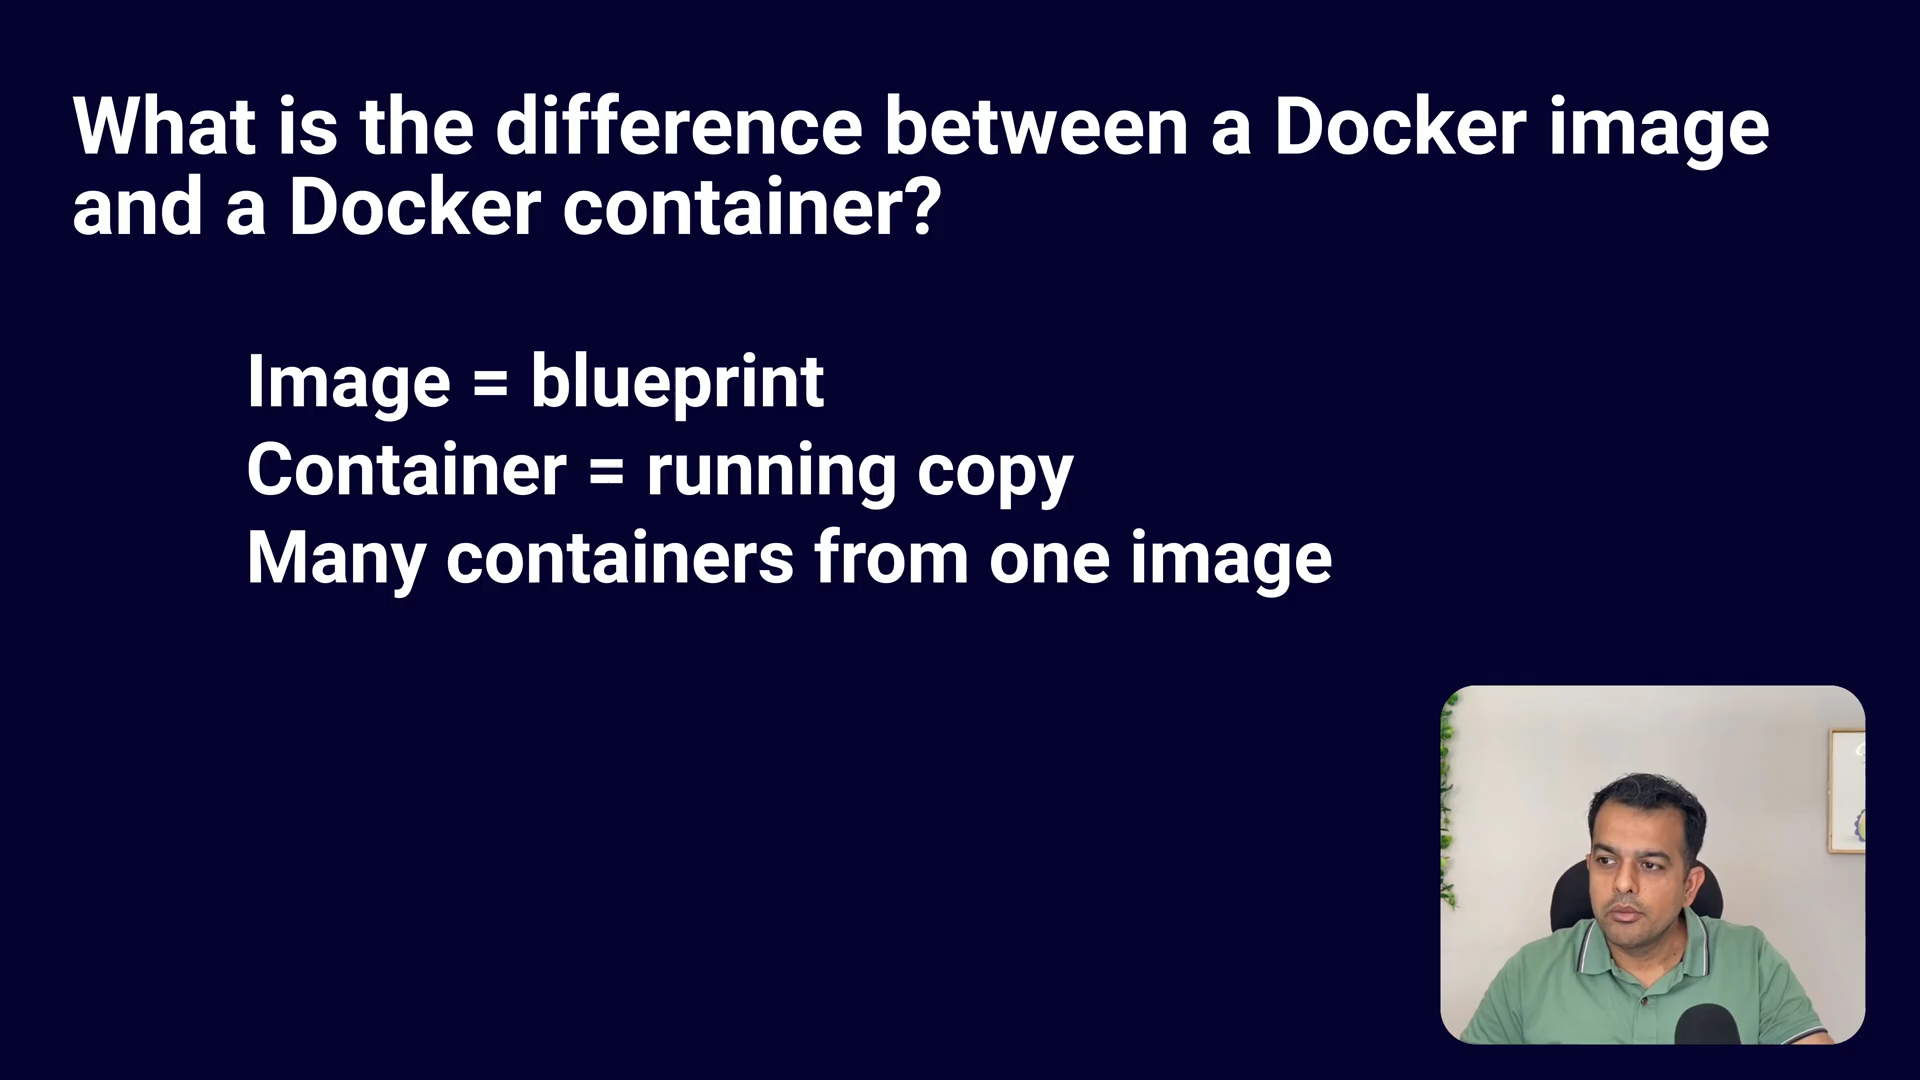 What is the difference between a Docker image
and a Docker container?
Image = blueprint
Container = running copy
Many containers from one image